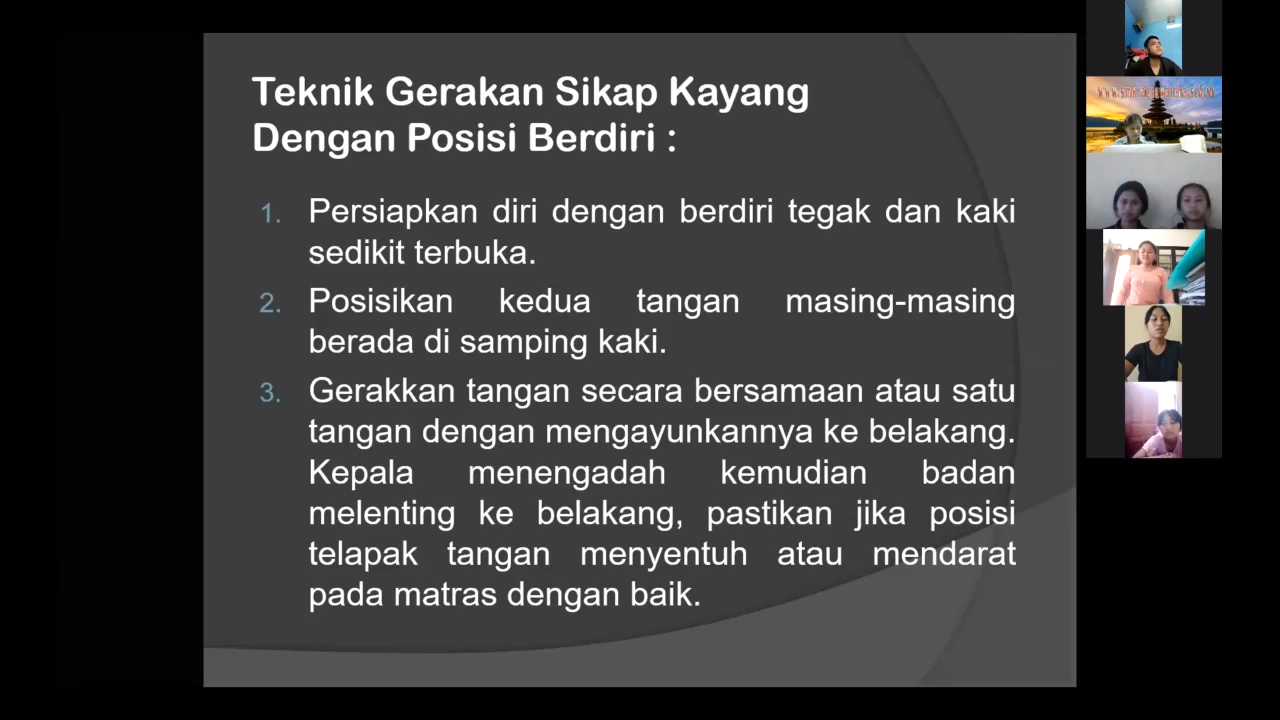 Teknik Gerakan Sikap Kayang
Dengan Posisi Berdiri :
1. Persiapkan diri dengan berdiri tegak dan kaki
sedikit terbuka.
2. Posisikan kedua tangan masing-masing
berada di samping kaki.
3. Gerakkan tangan secara bersamaan atau satu
tangan dengan mengayunkannya ke belakang.
Kepala menengadah kemudian badan
melenting ke belakang, pastikan jika posisi
telapak tangan menyentuh atau mendarat
pada matras dengan baik.